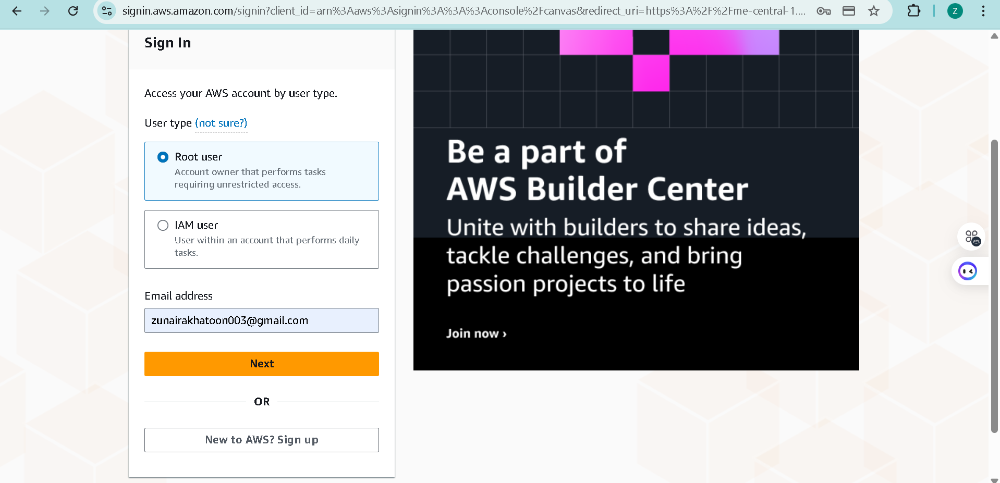 signin.aws.amazon.com/signin?client_id=arn%3Aaws%3Asignin%3A%3A%3Aconsole%2Fcanvas&redirect_uri=https%3A%2F%2Fme-central-1....
Z
Sign In
Access your AWS account by user type.
User type (not sure?)
Root user
Account owner that performs tasks
requiring unrestricted access.
IAM user
User within an account that performs daily
tasks.
Email address
zunairakhatoon003@gmail.com
Next
OR
New to AWS? Sign up
Be a part of
AWS Builder Center
Unite with builders to share ideas,
tackle challenges, and bring
passion projects to life
Join now ›
aws